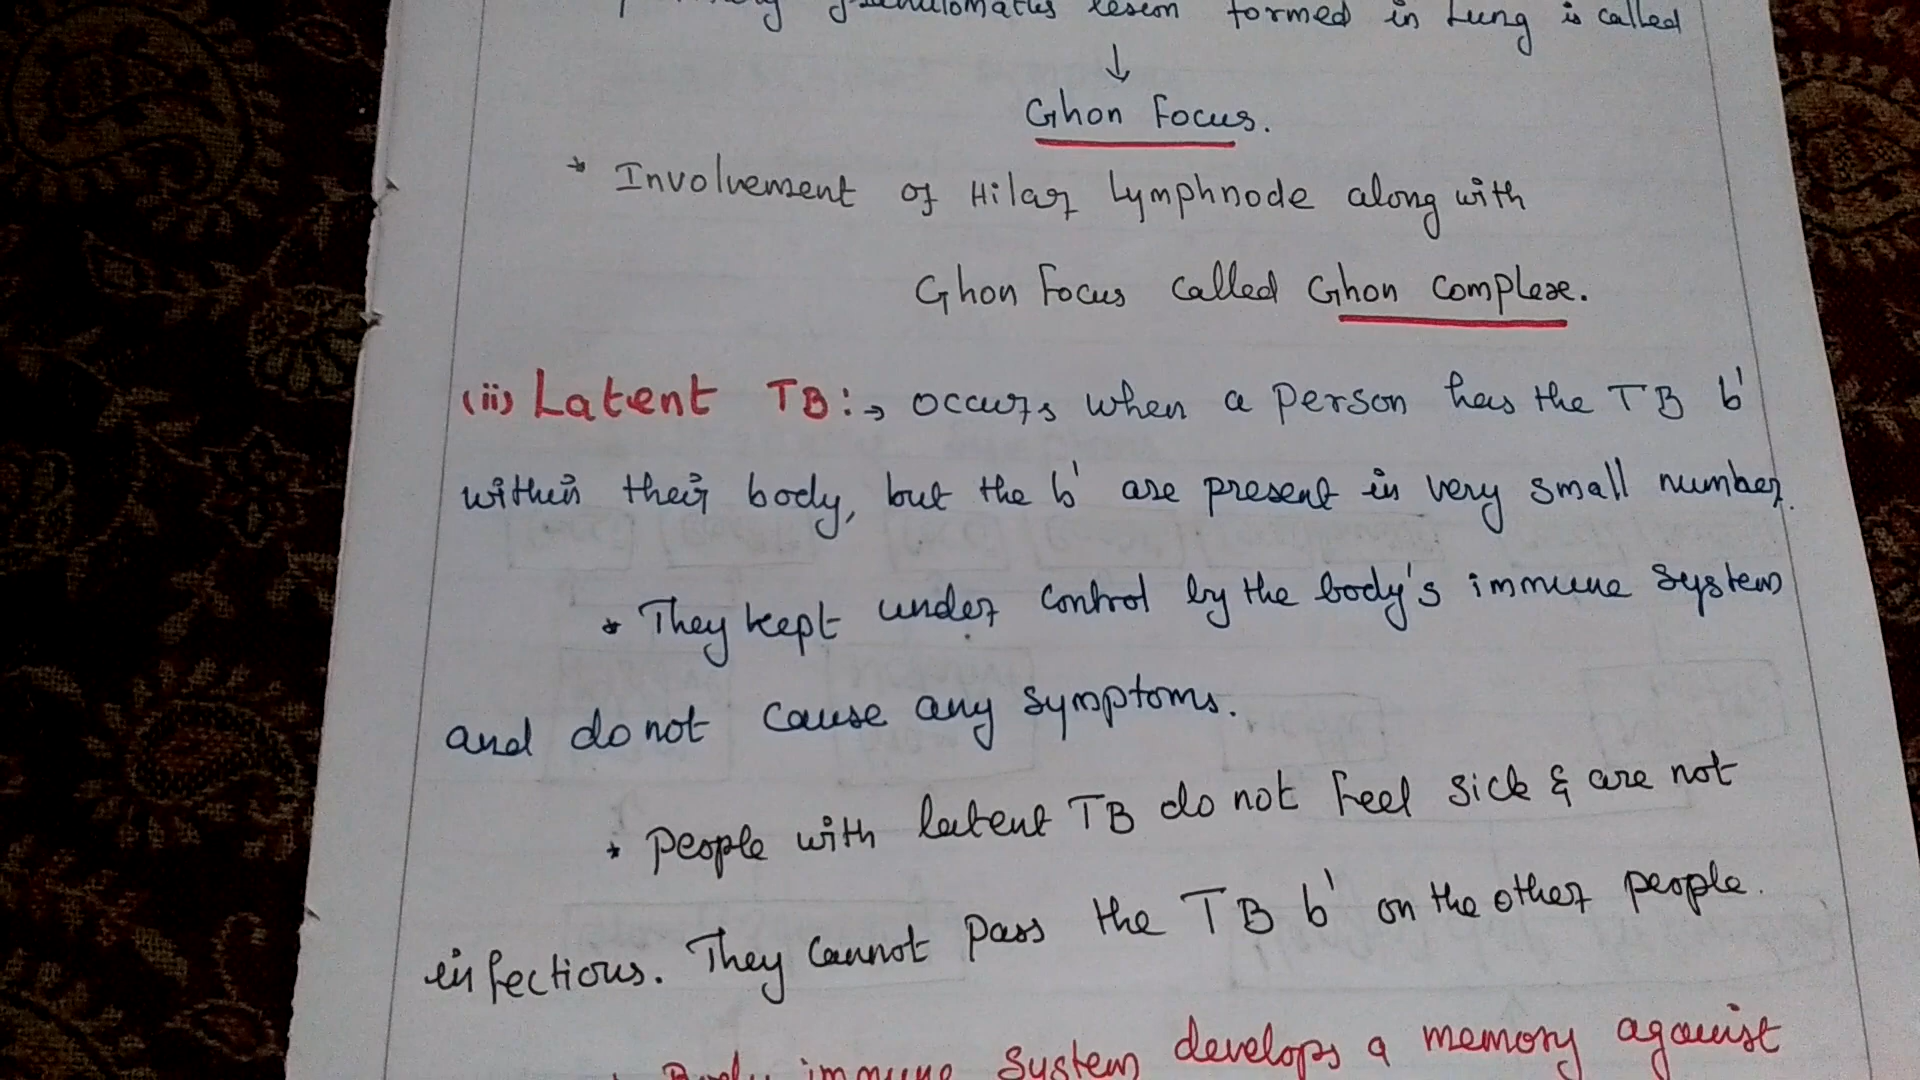 lesion formed in Lung is called
↓
Ghon Focus.
* Involvement of Hilar Lymphnode along with
Ghon Focus called Ghon Complex.
(ii) Latent TB :→ occurs when a person has the TB b'
within their body, but the b' are present in very small number.
* They kept under control by the body's immune system
and do not cause any symptoms.
* People with latent TB do not feel sick & are not
infectious. They cannot pass the TB b' on the other people.
Body immune system develops a memory against